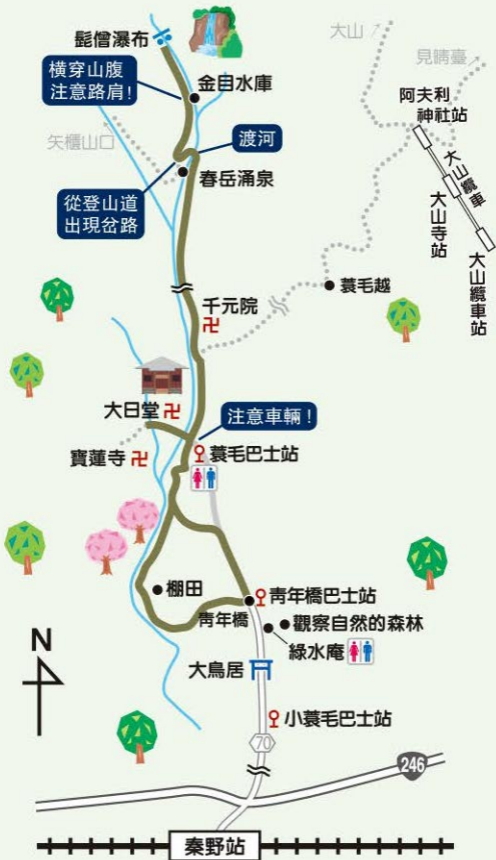 髭僧瀑布
橫穿山腹
注意路肩!
金目水庫
大山
見晴臺
阿夫利
神社站
大山纜車
大山寺站
大山纜車站
矢櫃山口
渡河
春岳涌泉
從登山道
出現岔路
蓑毛越
千元院
卍
大日堂 卍
注意車輛!
寶蓮寺 卍
蓑毛巴士站
棚田
青年橋巴士站
青年橋
觀察自然的森林
綠水庵
N
大鳥居
小蓑毛巴士站
70
246
秦野站